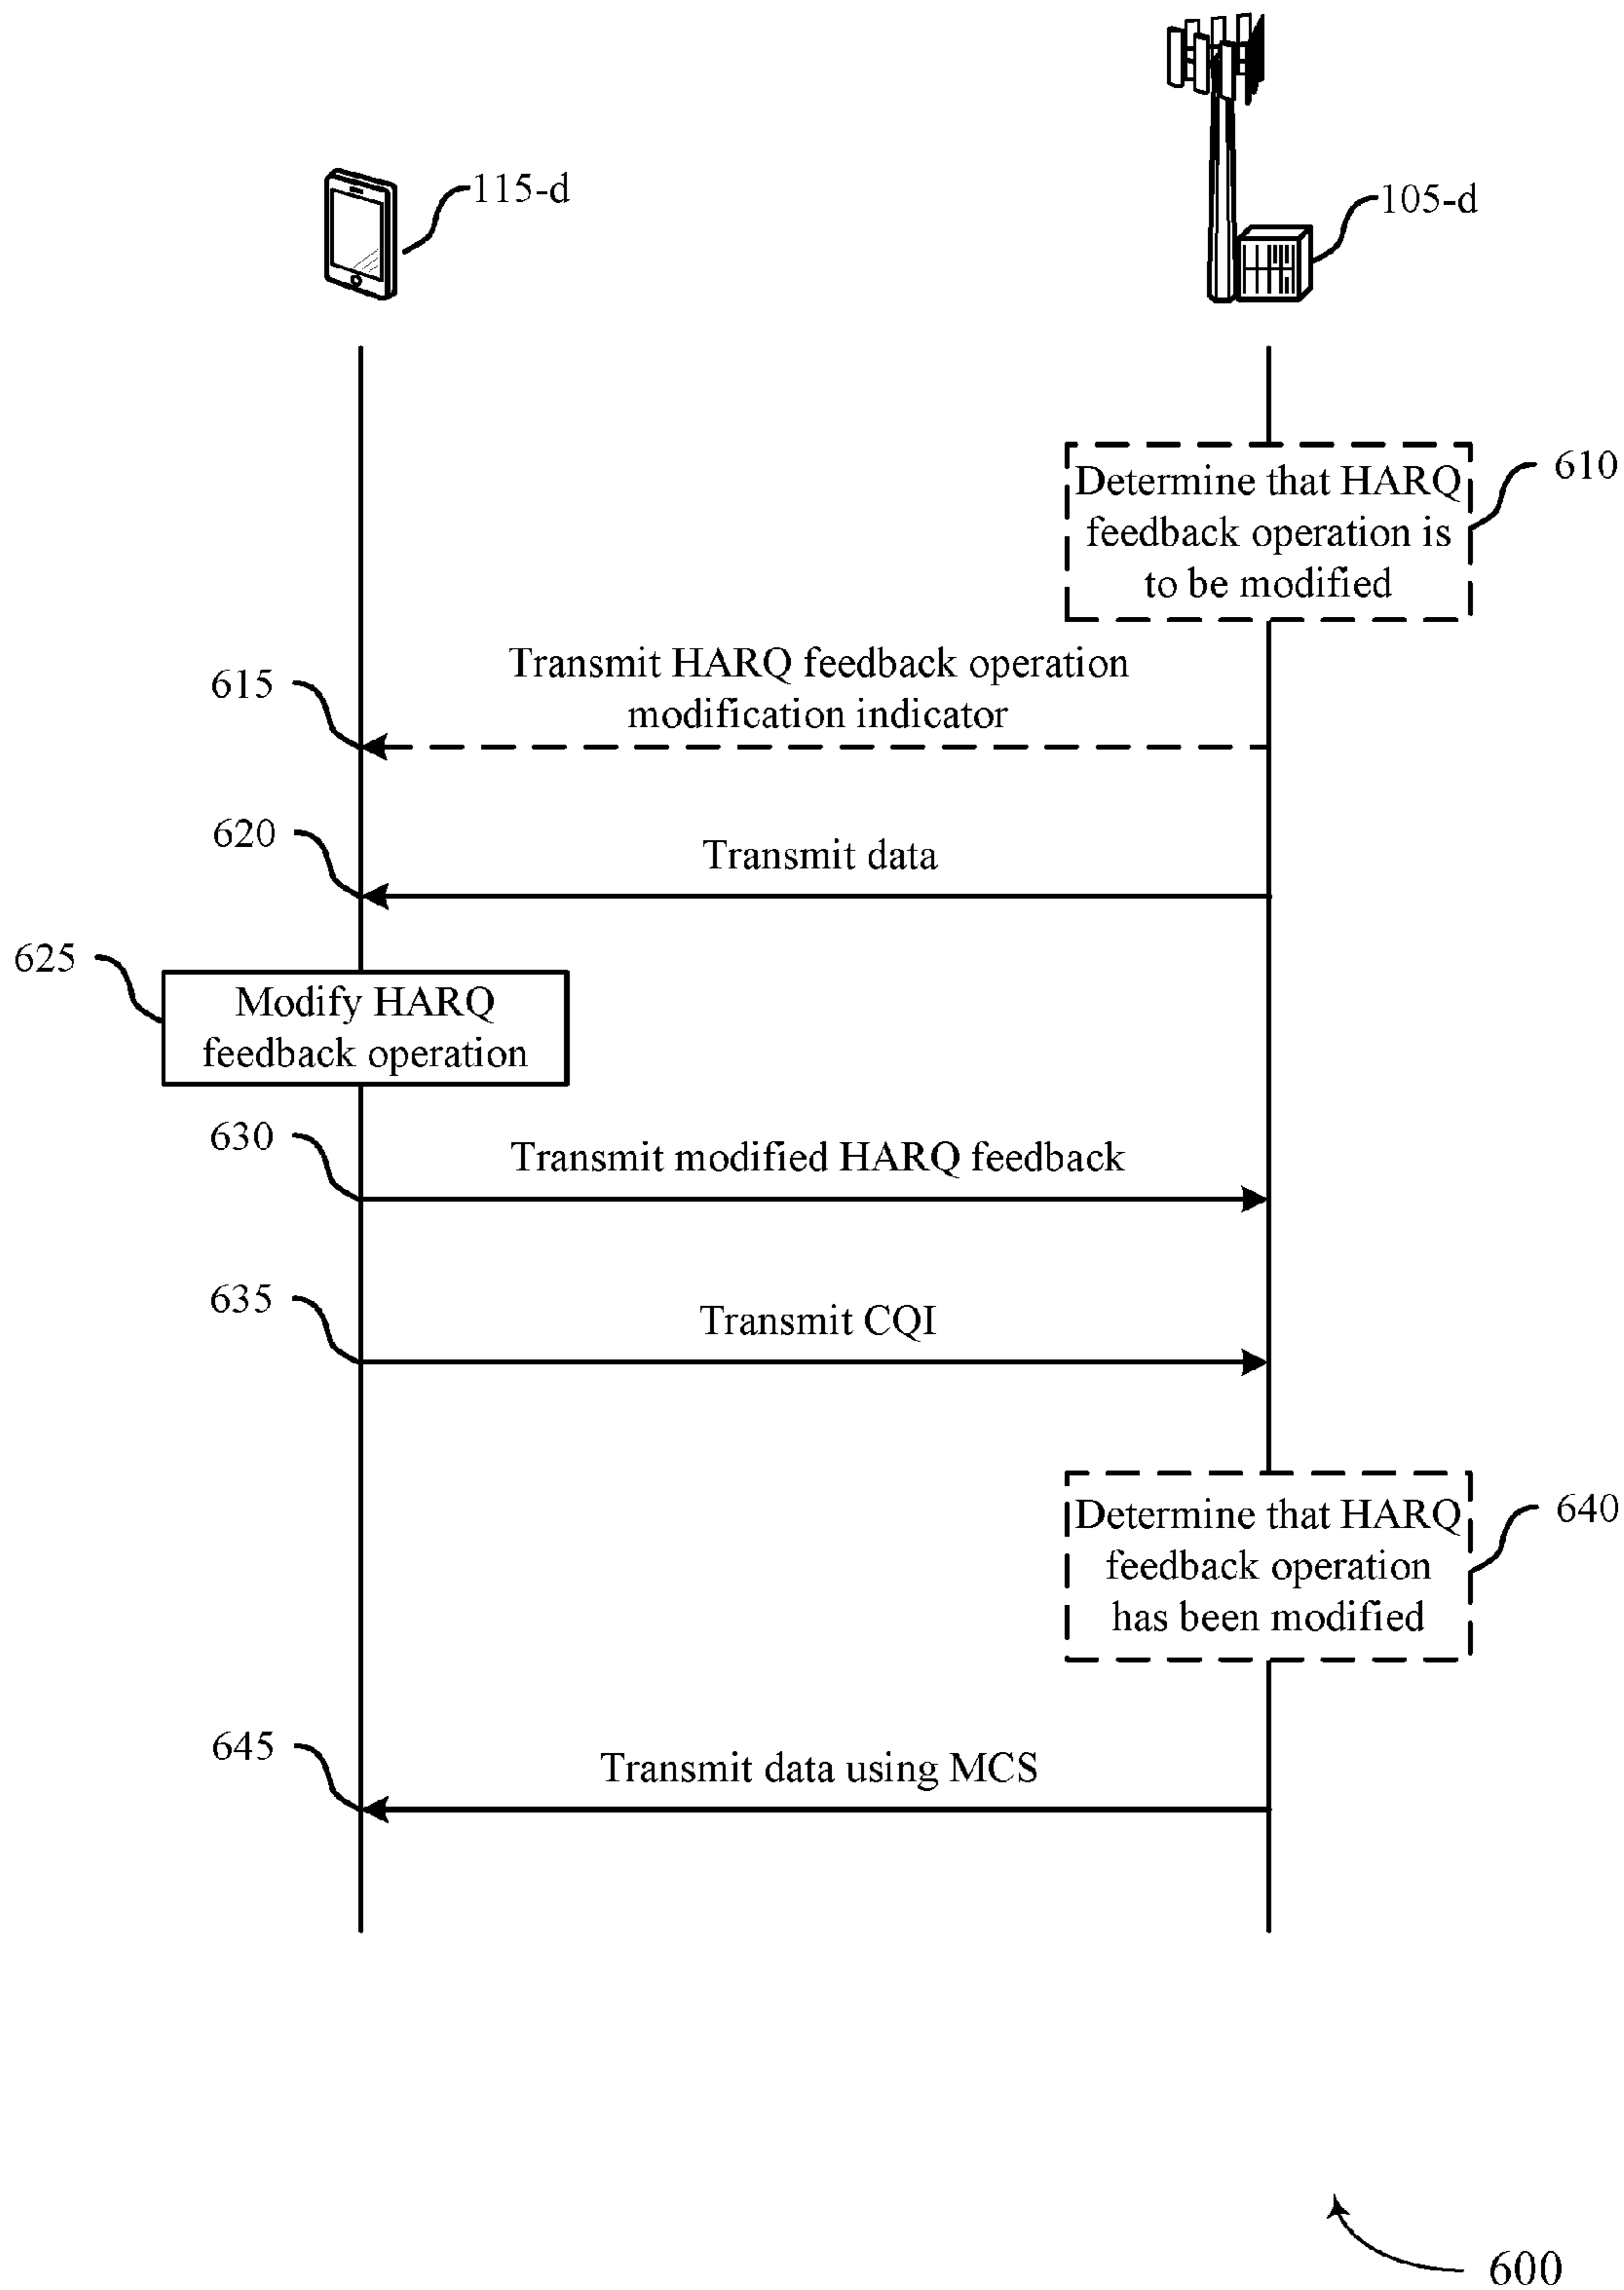 115-d
105-d
610
Determine that HARQ
feedback operation is
to be modified
615
Transmit HARQ feedback operation
modification indicator
620
Transmit data
625
Modify HARQ
feedback operation
630
Transmit modified HARQ feedback
635
Transmit CQI
640
Determine that HARQ
feedback operation
has been modified
645
Transmit data using MCS
600